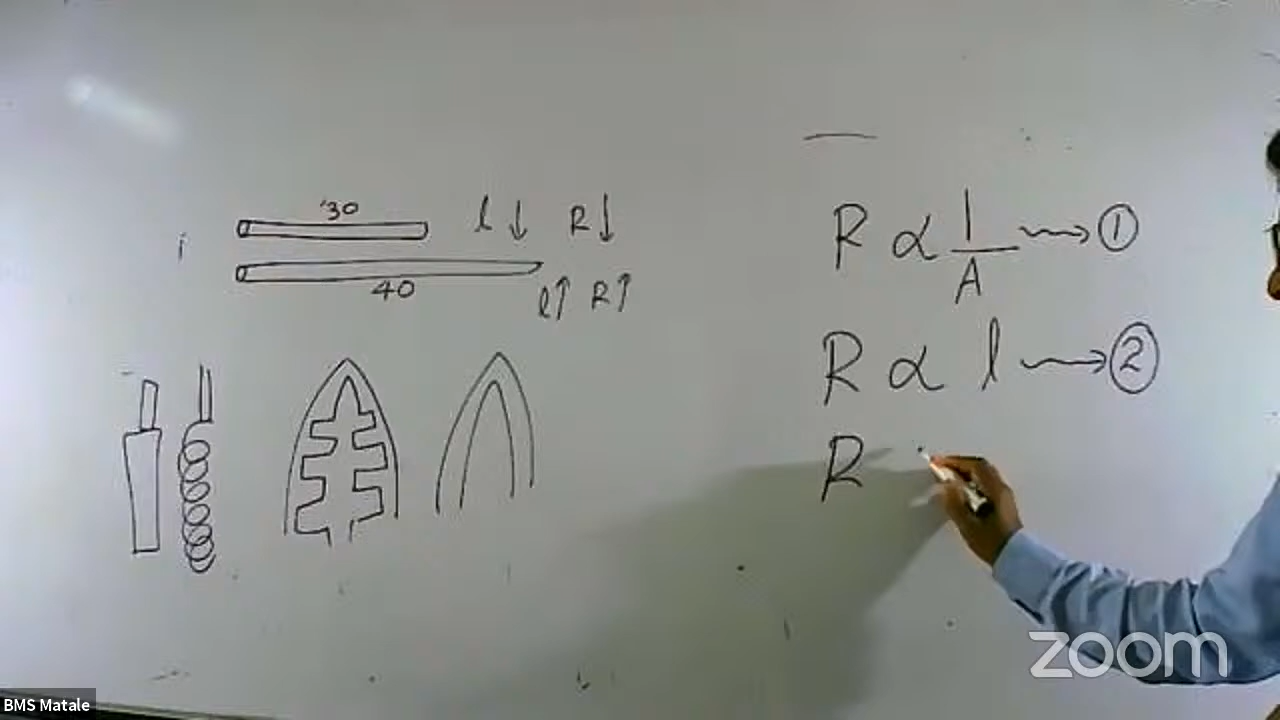 30
l ↓ R ↓
i
40
l ↑ R ↑
R ∝ 1/A → ①
R ∝ l → ②
R
zoom
BMS Matale